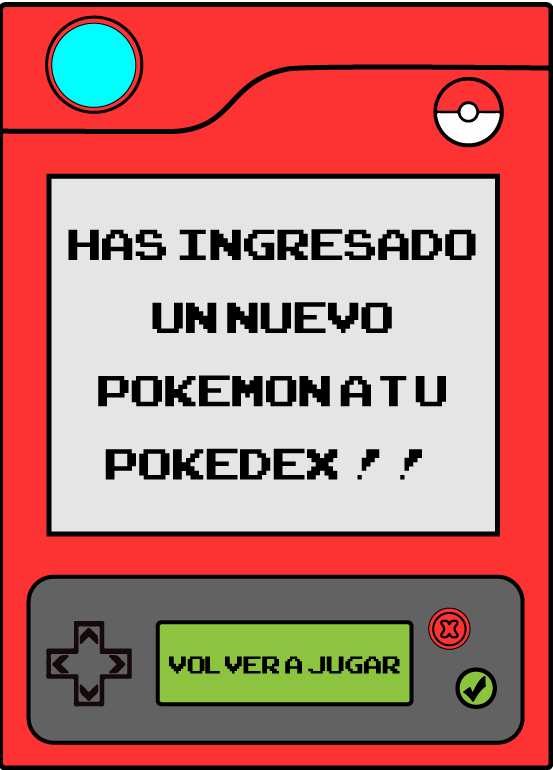 HAS INGRESADO
UN NUEVO
POKEMON A TU
POKEDEX !!
VOLVER A JUGAR